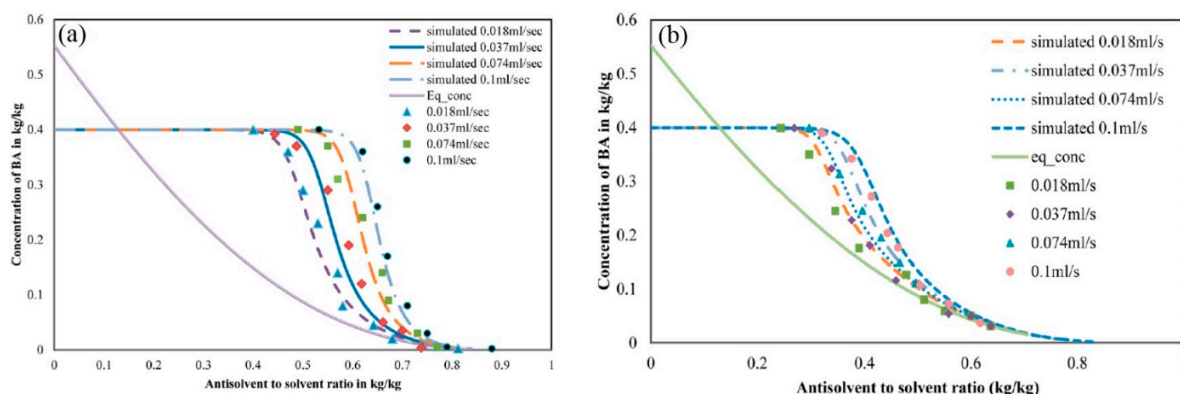 (a)
0.6
0.5
0.4
0.3
0.2
0.1
0
0
0.1
0.2
0.3
0.4
0.5
0.6
0.7
0.8
0.9
1
Concentration of BA in kg/kg
Antisolvent to solvent ratio in kg/kg
simulated 0.018ml/sec
simulated 0.037ml/sec
simulated 0.074ml/sec
simulated 0.1ml/sec
Eq_conc
0.018ml/sec
0.037ml/sec
0.074ml/sec
0.1ml/sec
(b)
0.6
0.5
0.4
0.3
0.2
0.1
0
0
0.2
0.4
0.6
0.8
1
Concentration of BA in kg/kg
Antisolvent to solvent ratio (kg/kg)
simulated 0.018ml/s
simulated 0.037ml/s
simulated 0.074ml/s
simulated 0.1ml/s
eq_conc
0.018ml/s
0.037ml/s
0.074ml/s
0.1ml/s